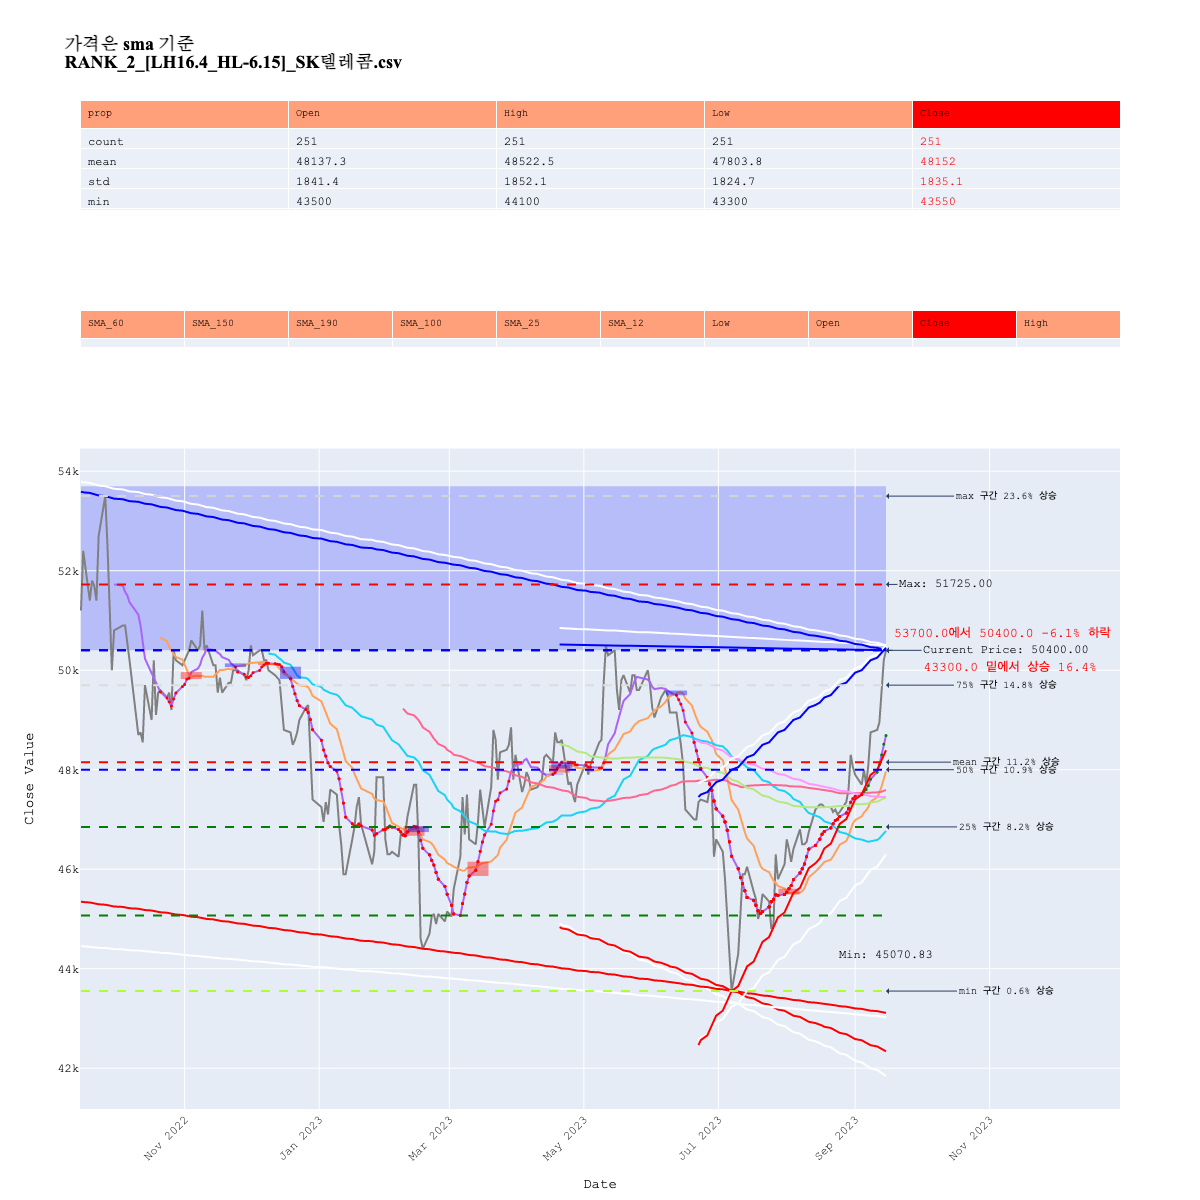 가격은 sma 기준
RANK_2_[LH16.4_HL-6.15]_SK텔레콤.csv
prop Open High Low Close
count 251 251 251 251
mean 48137.3 48522.5 47803.8 48152
std 1841.4 1852.1 1824.7 1835.1
min 43500 44100 43300 43550
SMA_60 SMA_150 SMA_190 SMA_100 SMA_25 SMA_12 Low Open Close High
54k
max 구간 23.6% 상승
52k
Max: 51725.00
53700.0에서 50400.0 -6.1% 하락
Current Price: 50400.00
43300.0 밑에서 상승 16.4%
50k
75% 구간 14.8% 상승
mean 구간 11.2% 상승
48k
50% 구간 10.9% 상승
25% 구간 8.2% 상승
46k
Min: 45070.83
44k
min 구간 0.6% 상승
42k
Close Value
Nov 2022 Jan 2023 Mar 2023 May 2023 Jul 2023 Sep 2023 Nov 2023
Date